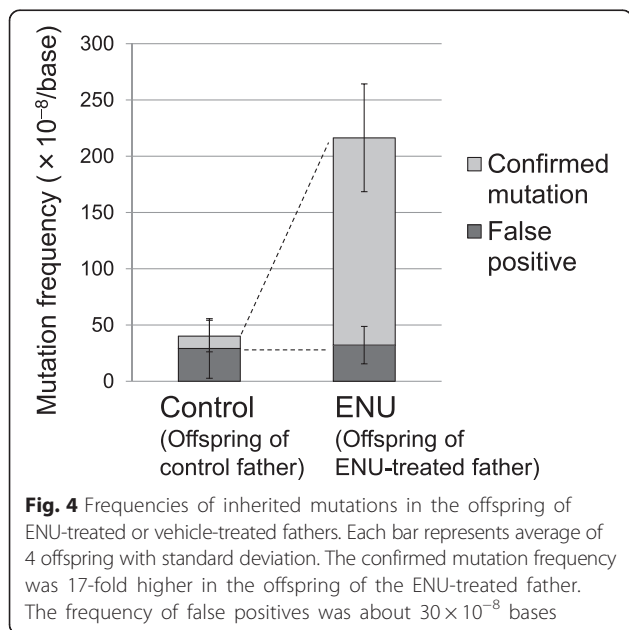 300
250
200
150
100
50
0
Mutation frequency ( × 10⁻⁸/base)
Confirmed
mutation
False
positive
Control
(Offspring of
control father)
ENU
(Offspring of
ENU-treated father)
Fig. 4 Frequencies of inherited mutations in the offspring of
ENU-treated or vehicle-treated fathers. Each bar represents average of
4 offspring with standard deviation. The confirmed mutation frequency
was 17-fold higher in the offspring of the ENU-treated father.
The frequency of false positives was about 30 × 10⁻⁸ bases